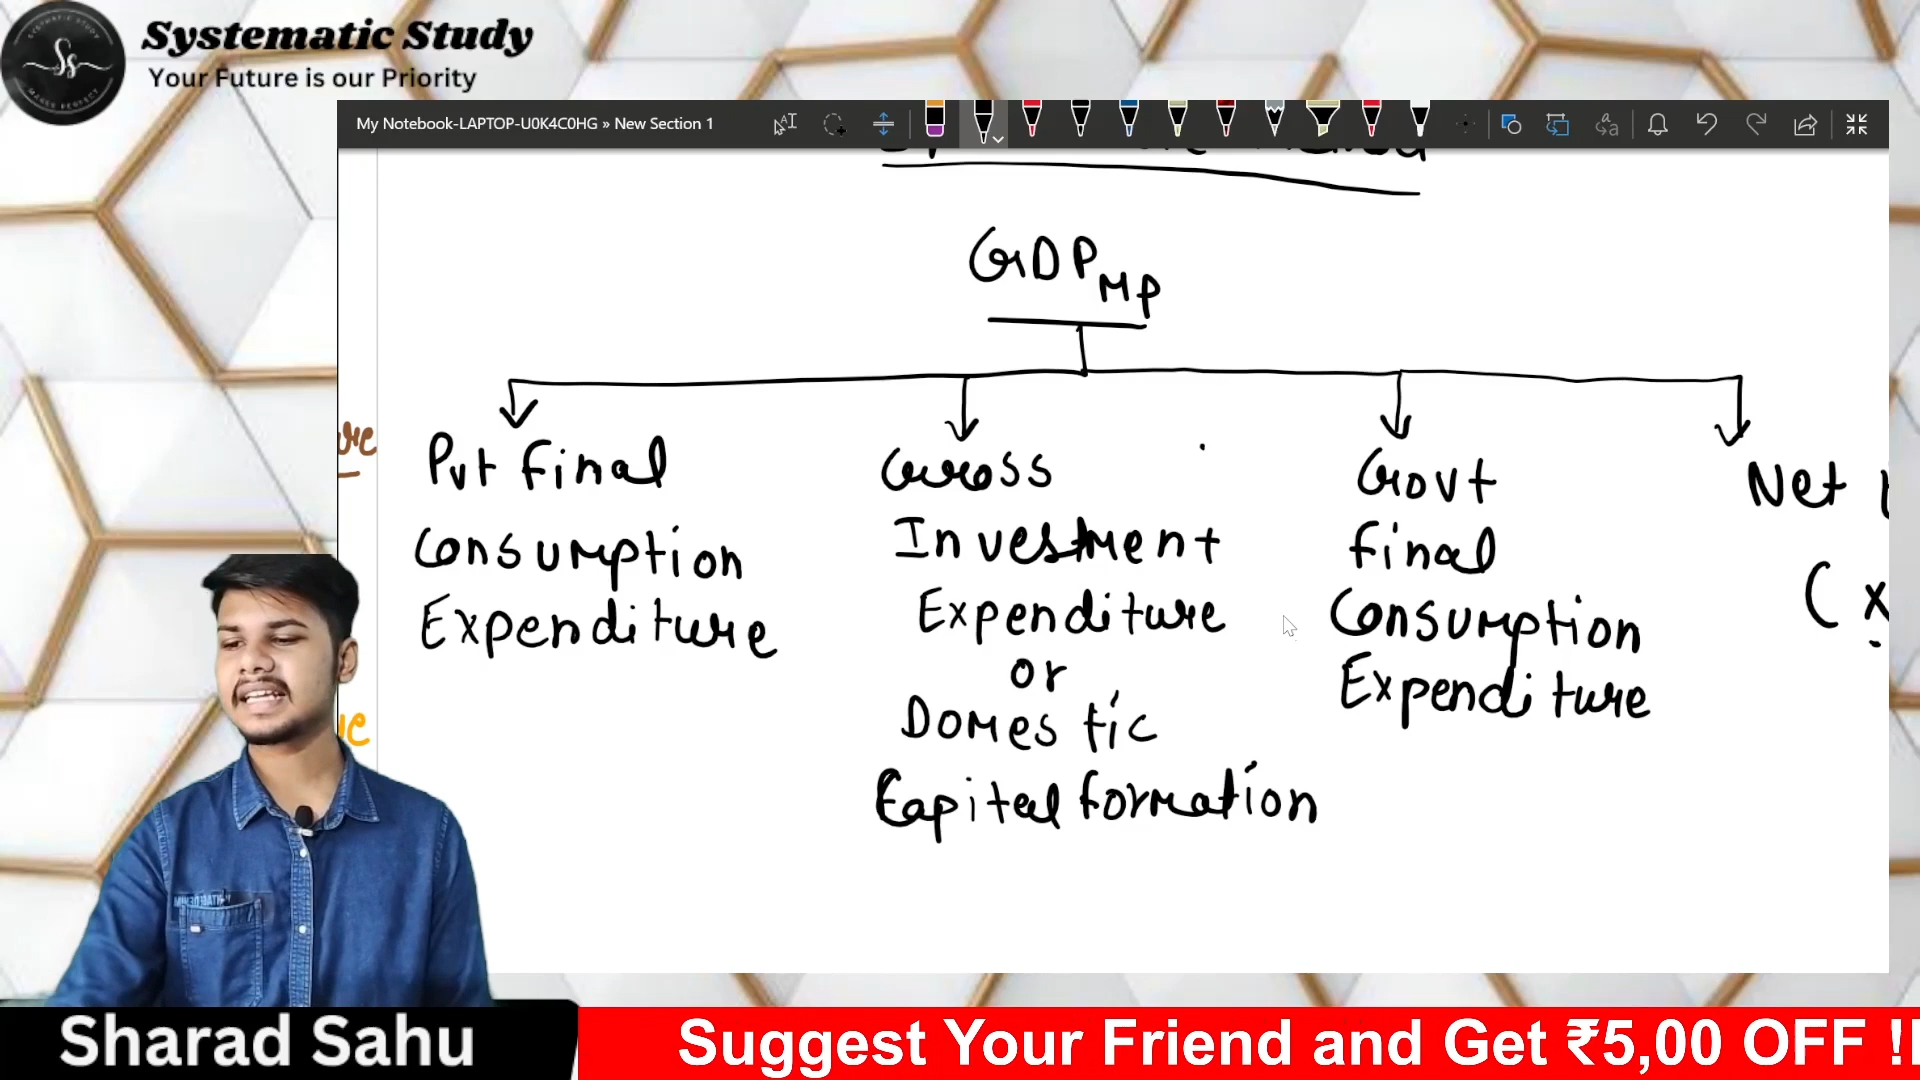 Systematic Study
Your Future is our Priority
My Notebook-LAPTOP-U0K4C0HG » New Section 1
GDP MP
Pvt Final
Consumption
Expenditure
Gross
Investment
Expenditure
or
Domestic
Capital Formation
Govt
Final
Consumption
Expenditure
Net
(x
Sharad Sahu
Suggest Your Friend and Get ₹5,00 OFF !